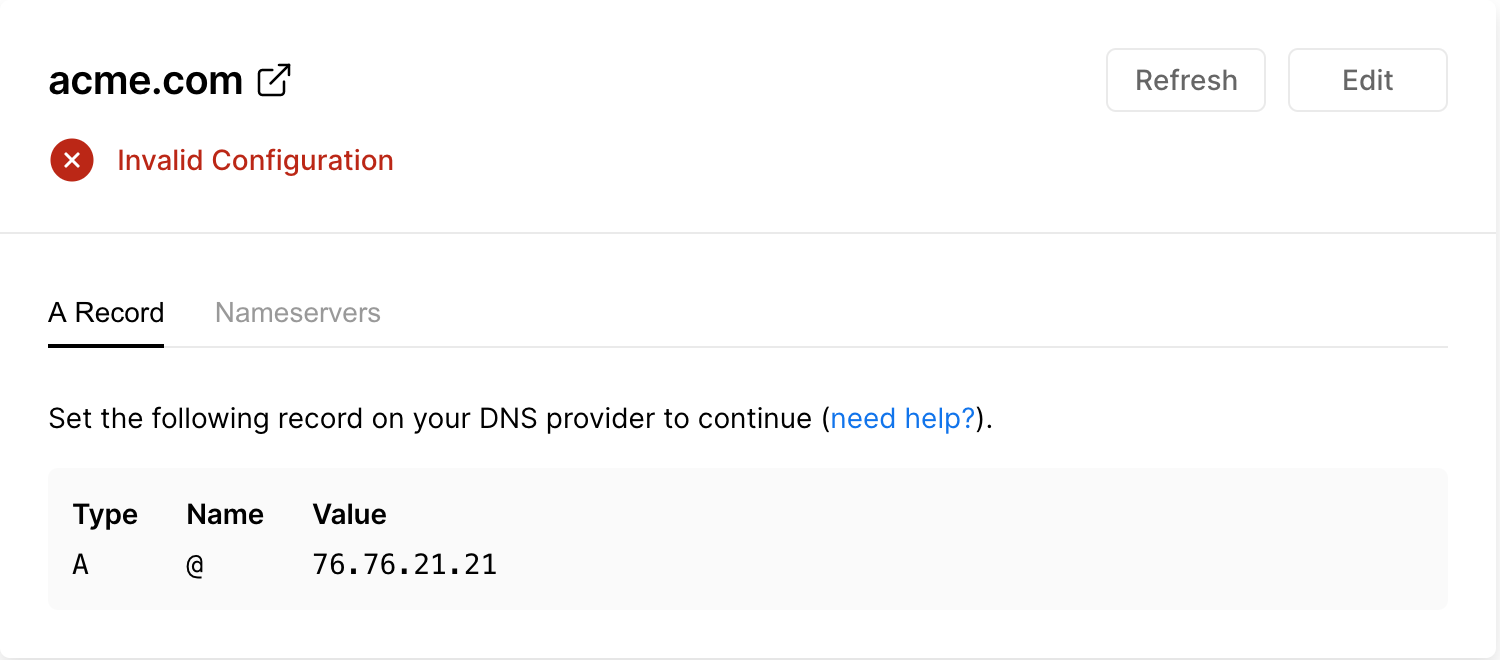 acme.com
Refresh
Edit
Invalid Configuration
A Record
Nameservers
Set the following record on your DNS provider to continue (need help?).
Type Name Value
A @ 76.76.21.21